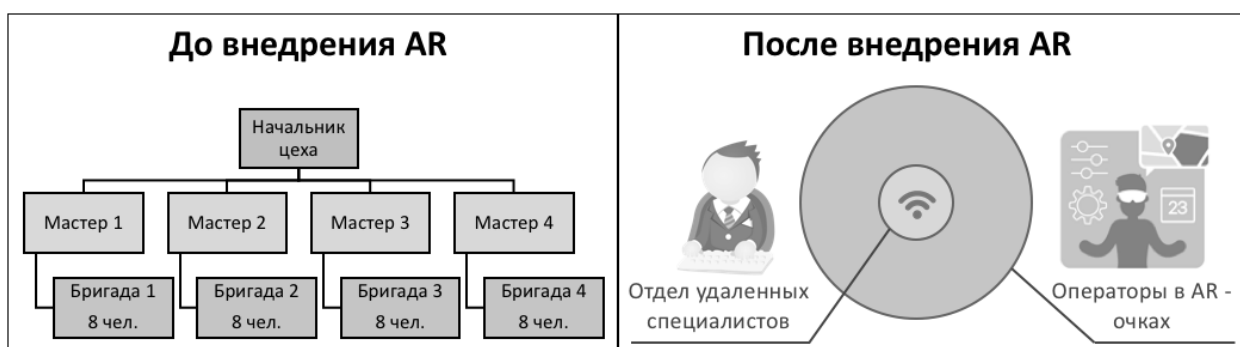 До внедрения AR
Начальник
цеха
Мастер 1
Мастер 2
Мастер 3
Мастер 4
Бригада 1
8 чел.
Бригада 2
8 чел.
Бригада 3
8 чел.
Бригада 4
8 чел.
После внедрения AR
23
Отдел удаленных
специалистов
Операторы в AR -
очках